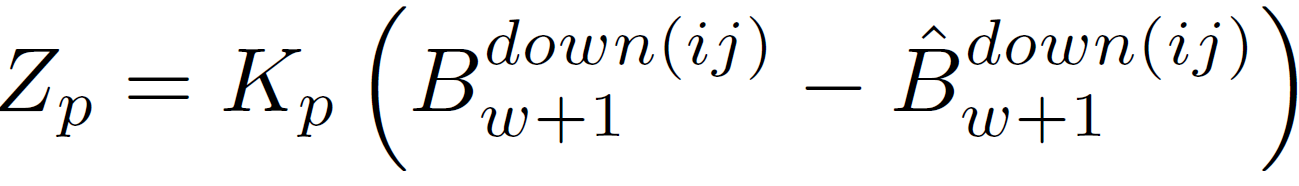 Z_p = K_p \left( B_{w+1}^{down(ij)} - \hat{B}_{w+1}^{down(ij)} \right)